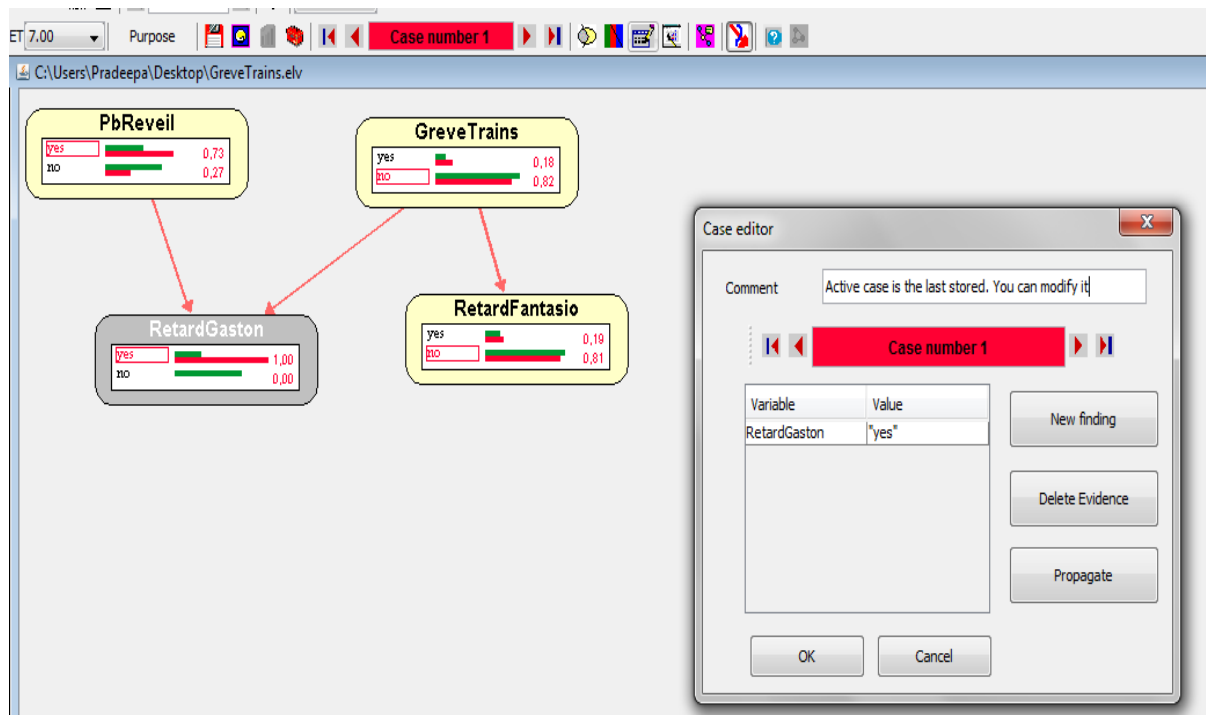 ET 7.00 Purpose Case number 1
C:\Users\Pradeepa\Desktop\GreveTrains.elv
PbReveil
yes 0,73
no 0,27
GreveTrains
yes 0,18
no 0,82
RetardGaston
yes 1,00
no 0,00
RetardFantasio
yes 0,19
no 0,81
Case editor
Comment Active case is the last stored. You can modify it
Case number 1
Variable Value
RetardGaston "yes"
New finding
Delete Evidence
Propagate
OK Cancel